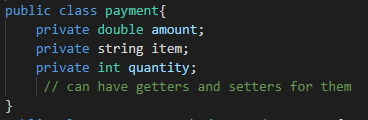 public class payment{
private double amount;
private string item;
private int quantity;
// can have getters and setters for them
}